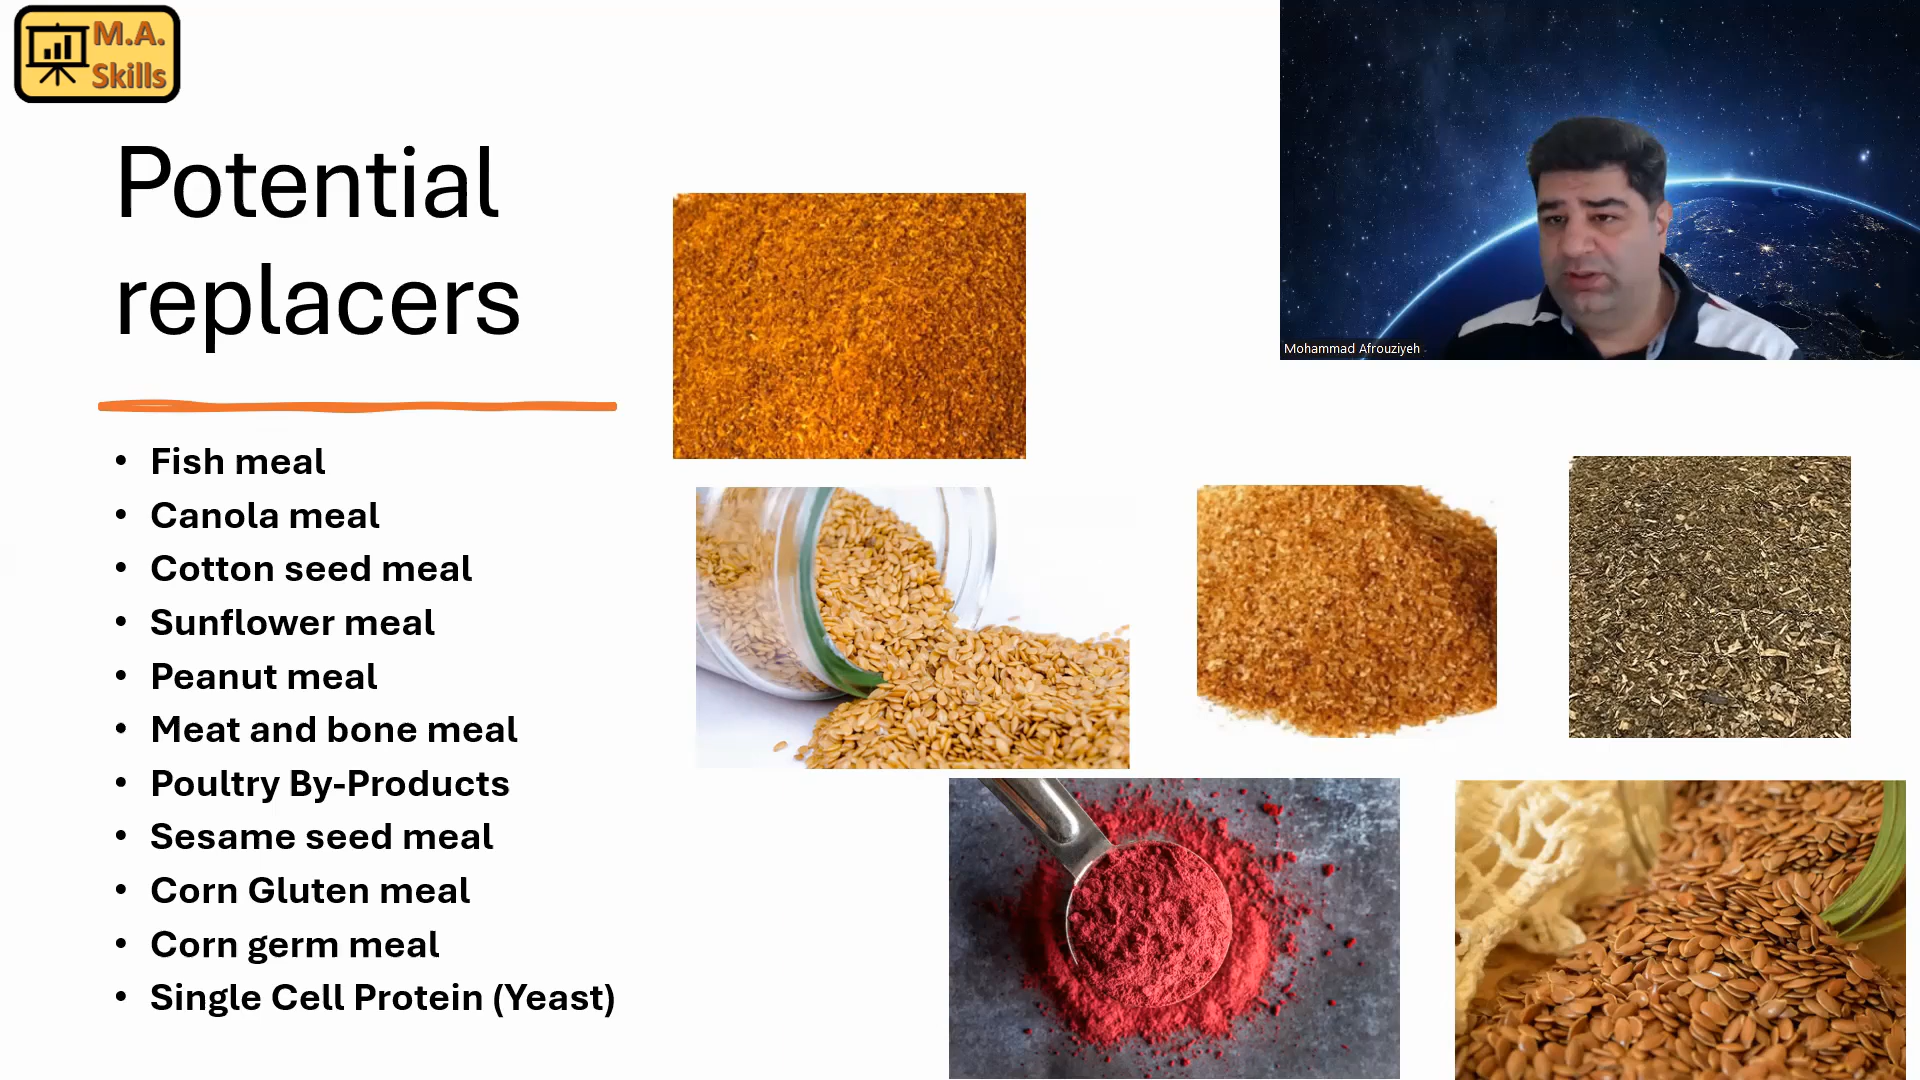 M.A.
Skills
Potential
replacers
• Fish meal
• Canola meal
• Cotton seed meal
• Sunflower meal
• Peanut meal
• Meat and bone meal
• Poultry By-Products
• Sesame seed meal
• Corn Gluten meal
• Corn germ meal
• Single Cell Protein (Yeast)
Mohammad Afrouziyeh